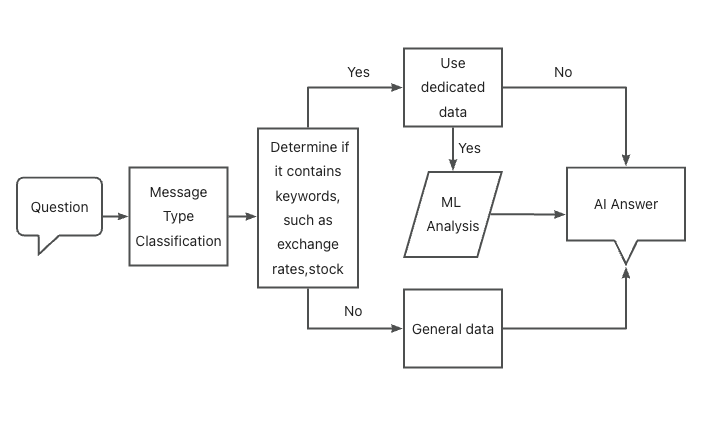 Question
Message
Type
Classification
Determine if
it contains
keywords,
such as
exchange
rates,stock
Yes
No
Use
dedicated
data
No
Yes
ML
Analysis
General data
AI Answer